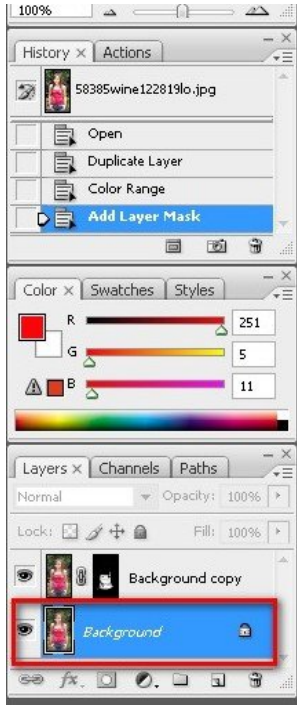 100%
History × Actions
58385wine122819lo.jpg
Open
Duplicate Layer
Color Range
Add Layer Mask
Color × Swatches Styles
R 251
G 5
B 11
Layers × Channels Paths
Normal Opacity: 100%
Lock: Fill: 100%
Background copy
Background
fx.